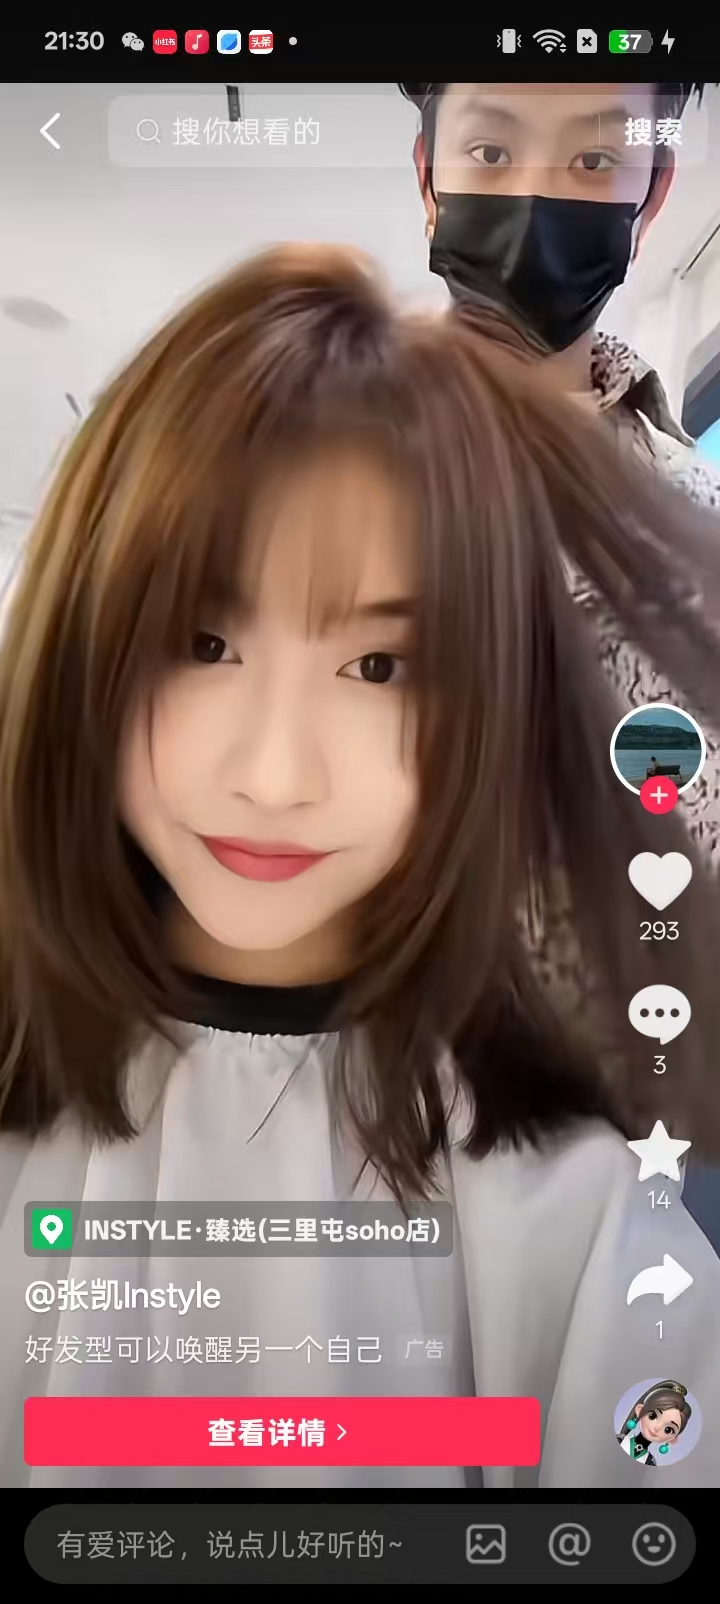 21:30
小红书
头条
37
搜你想看的
搜索
293
3
14
1
INSTYLE·臻选(三里屯soho店)
@张凯Instyle
好发型可以唤醒另一个自己 广告
查看详情 >
有爱评论，说点儿好听的~